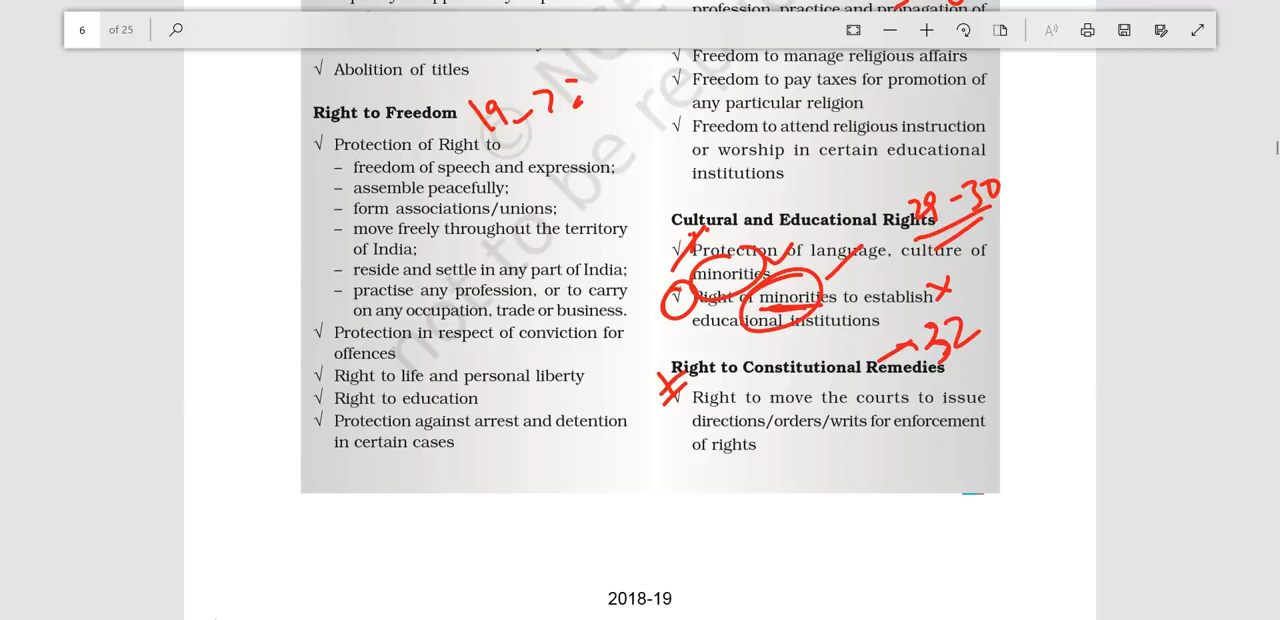 profession, practice and propagation of
6 of 25
√ Abolition of titles
Right to Freedom 19
√ Protection of Right to
– freedom of speech and expression;
– assemble peacefully;
– form associations/unions;
– move freely throughout the territory
of India;
– reside and settle in any part of India;
– practise any profession, or to carry
on any occupation, trade or business.
√ Protection in respect of conviction for
offences
√ Right to life and personal liberty
√ Right to education
√ Protection against arrest and detention
in certain cases
√ Freedom to manage religious affairs
√ Freedom to pay taxes for promotion of
any particular religion
√ Freedom to attend religious instruction
or worship in certain educational
institutions
29-30
Cultural and Educational Rights
√ Protection of language, culture of
minorities
√ Right of minorities to establish
educational institutions
-32
Right to Constitutional Remedies
√ Right to move the courts to issue
directions/orders/writs for enforcement
of rights
not to be rep
2018-19